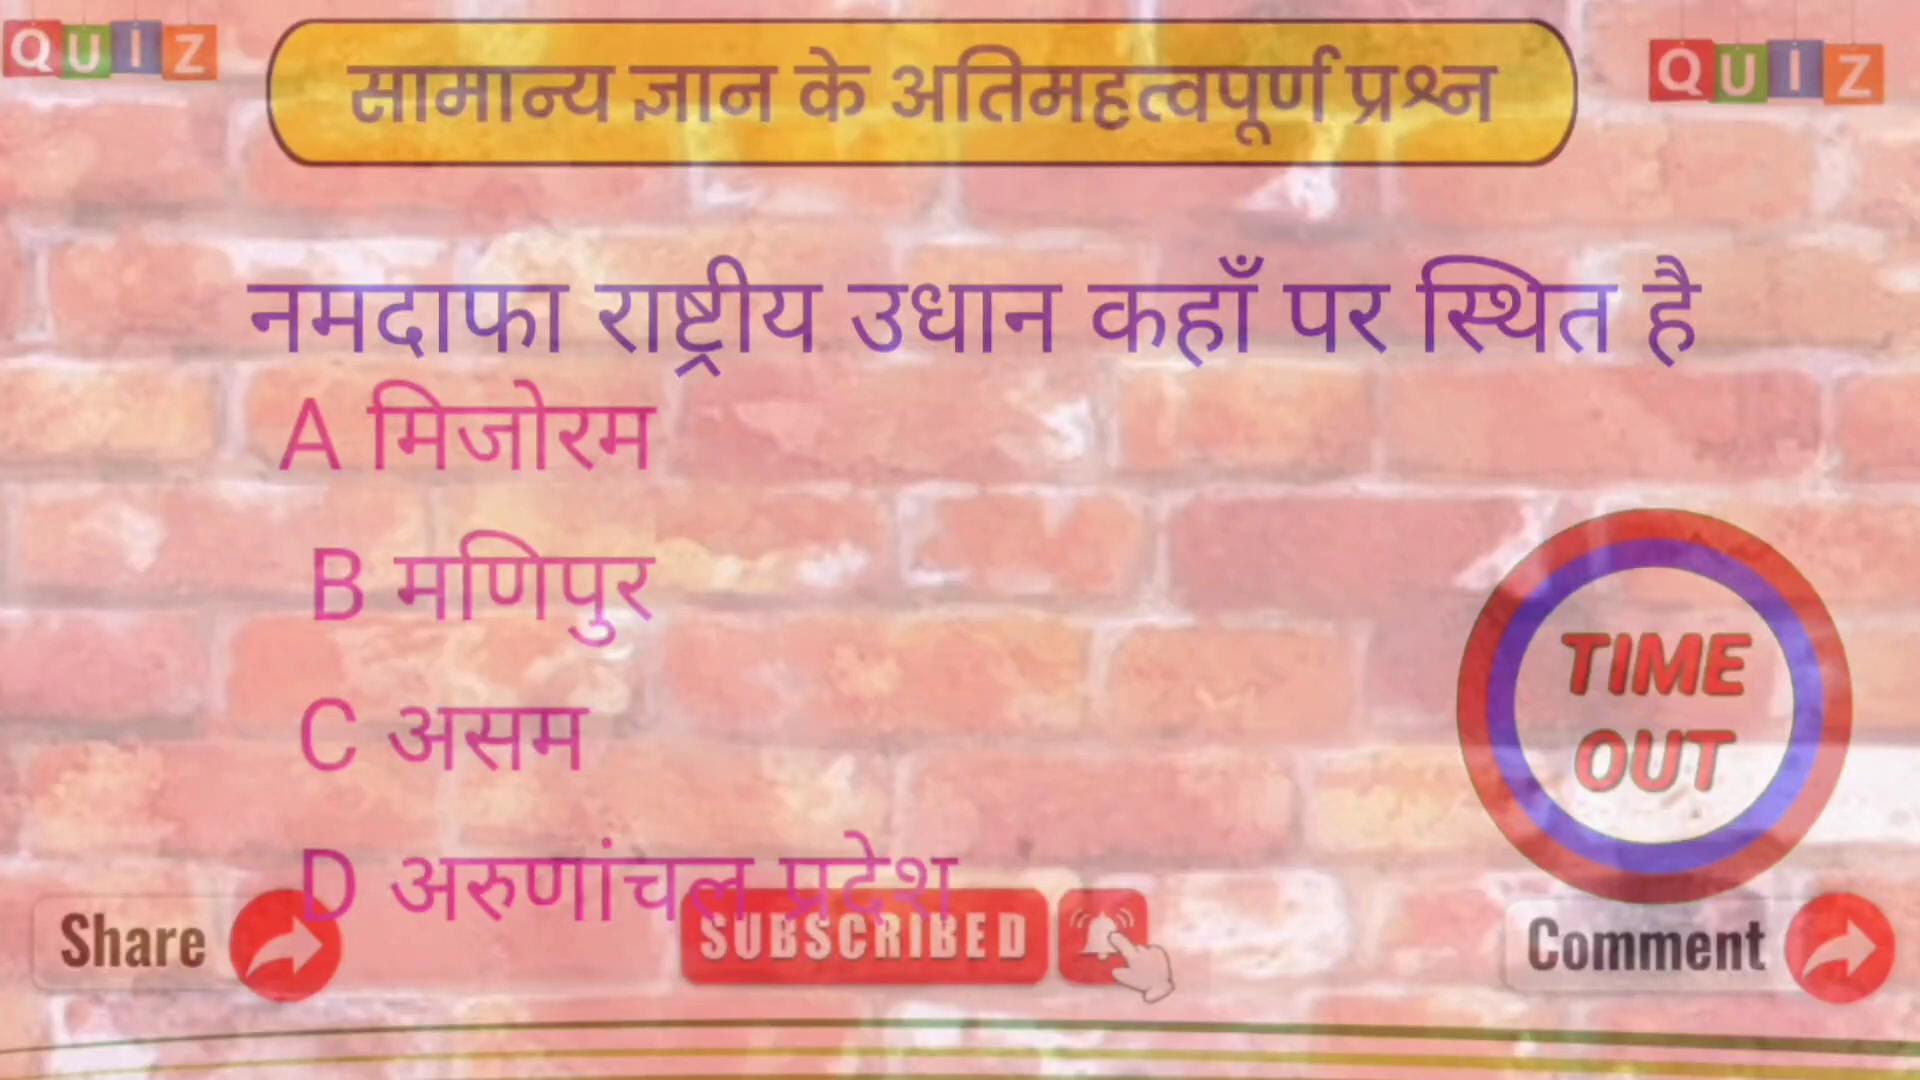 QUIZ
सामान्य ज्ञान के अतिमहत्वपूर्ण प्रश्न
QUIZ
नमदाफा राष्ट्रीय उधान कहाँ पर स्थित है
A मिजोरम
B मणिपुर
C असम
D अरुणांचल प्रदेश
TIME
OUT
Share
SUBSCRIBED
Comment